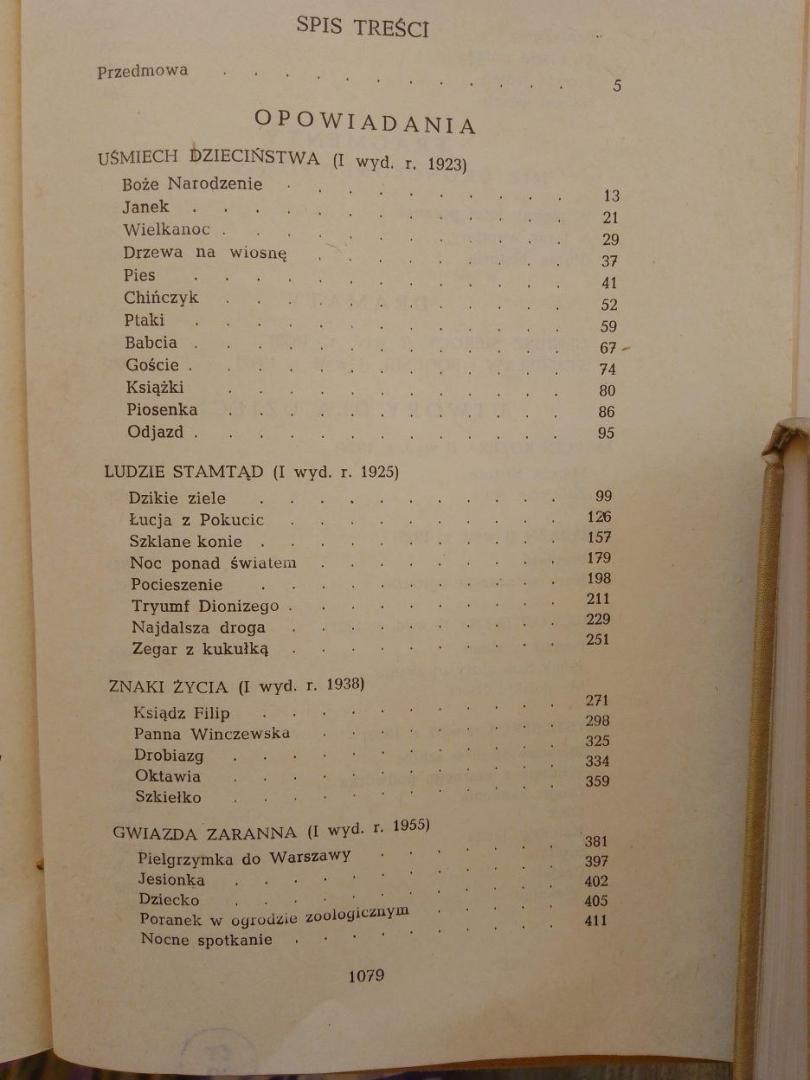 SPIS TREŚCI
Przedmowa . . . . . . . . . . . . 5
OPOWIADANIA
UŚMIECH DZIECIŃSTWA (I wyd. r. 1923)
Boże Narodzenie . . . . . . . . . . 13
Janek . . . . . . . . . . . . . 21
Wielkanoc . . . . . . . . . . . . 29
Drzewa na wiosnę . . . . . . . . . 37
Pies . . . . . . . . . . . . . 41
Chińczyk . . . . . . . . . . . . 52
Ptaki . . . . . . . . . . . . . 59
Babcia . . . . . . . . . . . . . 67
Goście . . . . . . . . . . . . . 74
Książki . . . . . . . . . . . . 80
Piosenka . . . . . . . . . . . . 86
Odjazd . . . . . . . . . . . . . 95
LUDZIE STAMTĄD (I wyd. r. 1925)
Dzikie ziele . . . . . . . . . . . 99
Łucja z Pokucic . . . . . . . . . . 126
Szklane konie . . . . . . . . . . . 157
Noc ponad światem . . . . . . . . . 179
Pocieszenie . . . . . . . . . . . 198
Tryumf Dionizego . . . . . . . . . . 211
Najdalsza droga . . . . . . . . . . 229
Zegar z kukułką . . . . . . . . . . 251
ZNAKI ŻYCIA (I wyd. r. 1938)
Ksiądz Filip . . . . . . . . . . . 271
Panna Winczewska . . . . . . . . . 298
Drobiazg . . . . . . . . . . . . 325
Oktawia . . . . . . . . . . . . 334
Szkiełko . . . . . . . . . . . . 359
GWIAZDA ZARANNA (I wyd. r. 1955)
Pielgrzymka do Warszawy . . . . . . . 381
Jesionka . . . . . . . . . . . . 397
Dziecko . . . . . . . . . . . . 402
Poranek w ogrodzie zoologicznym . . . . . 405
Nocne spotkanie . . . . . . . . . . 411
1079